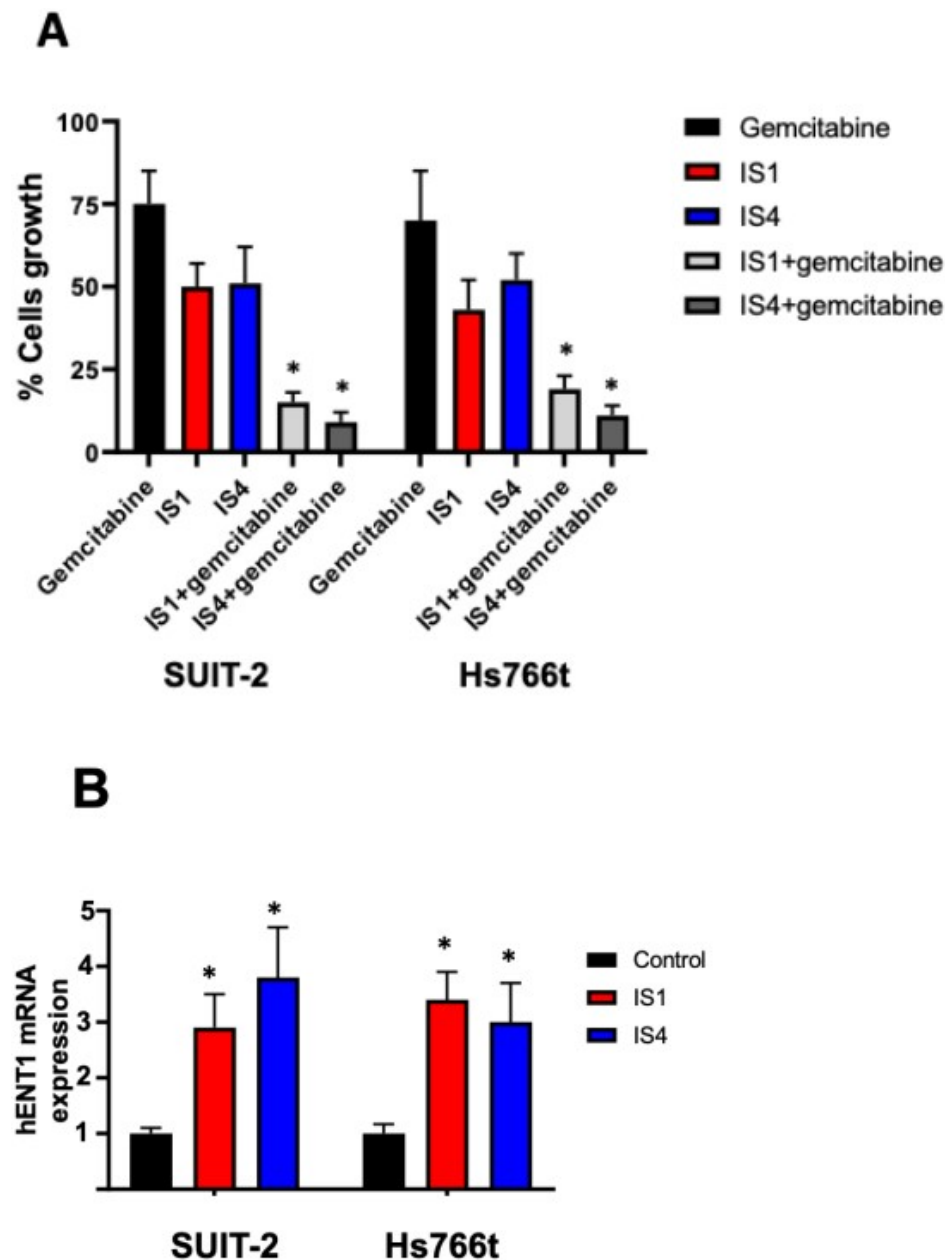 A
% Cells growth
100
75
50
25
0
*
*
*
*
Gemcitabine
IS1
IS4
IS1+gemcitabine
IS4+gemcitabine
Gemcitabine
IS1
IS4
IS1+gemcitabine
IS4+gemcitabine
SUIT-2
Hs766t
Gemcitabine
IS1
IS4
IS1+gemcitabine
IS4+gemcitabine
B
hENT1 mRNA
expression
5
4
3
2
1
*
*
*
*
SUIT-2
Hs766t
Control
IS1
IS4